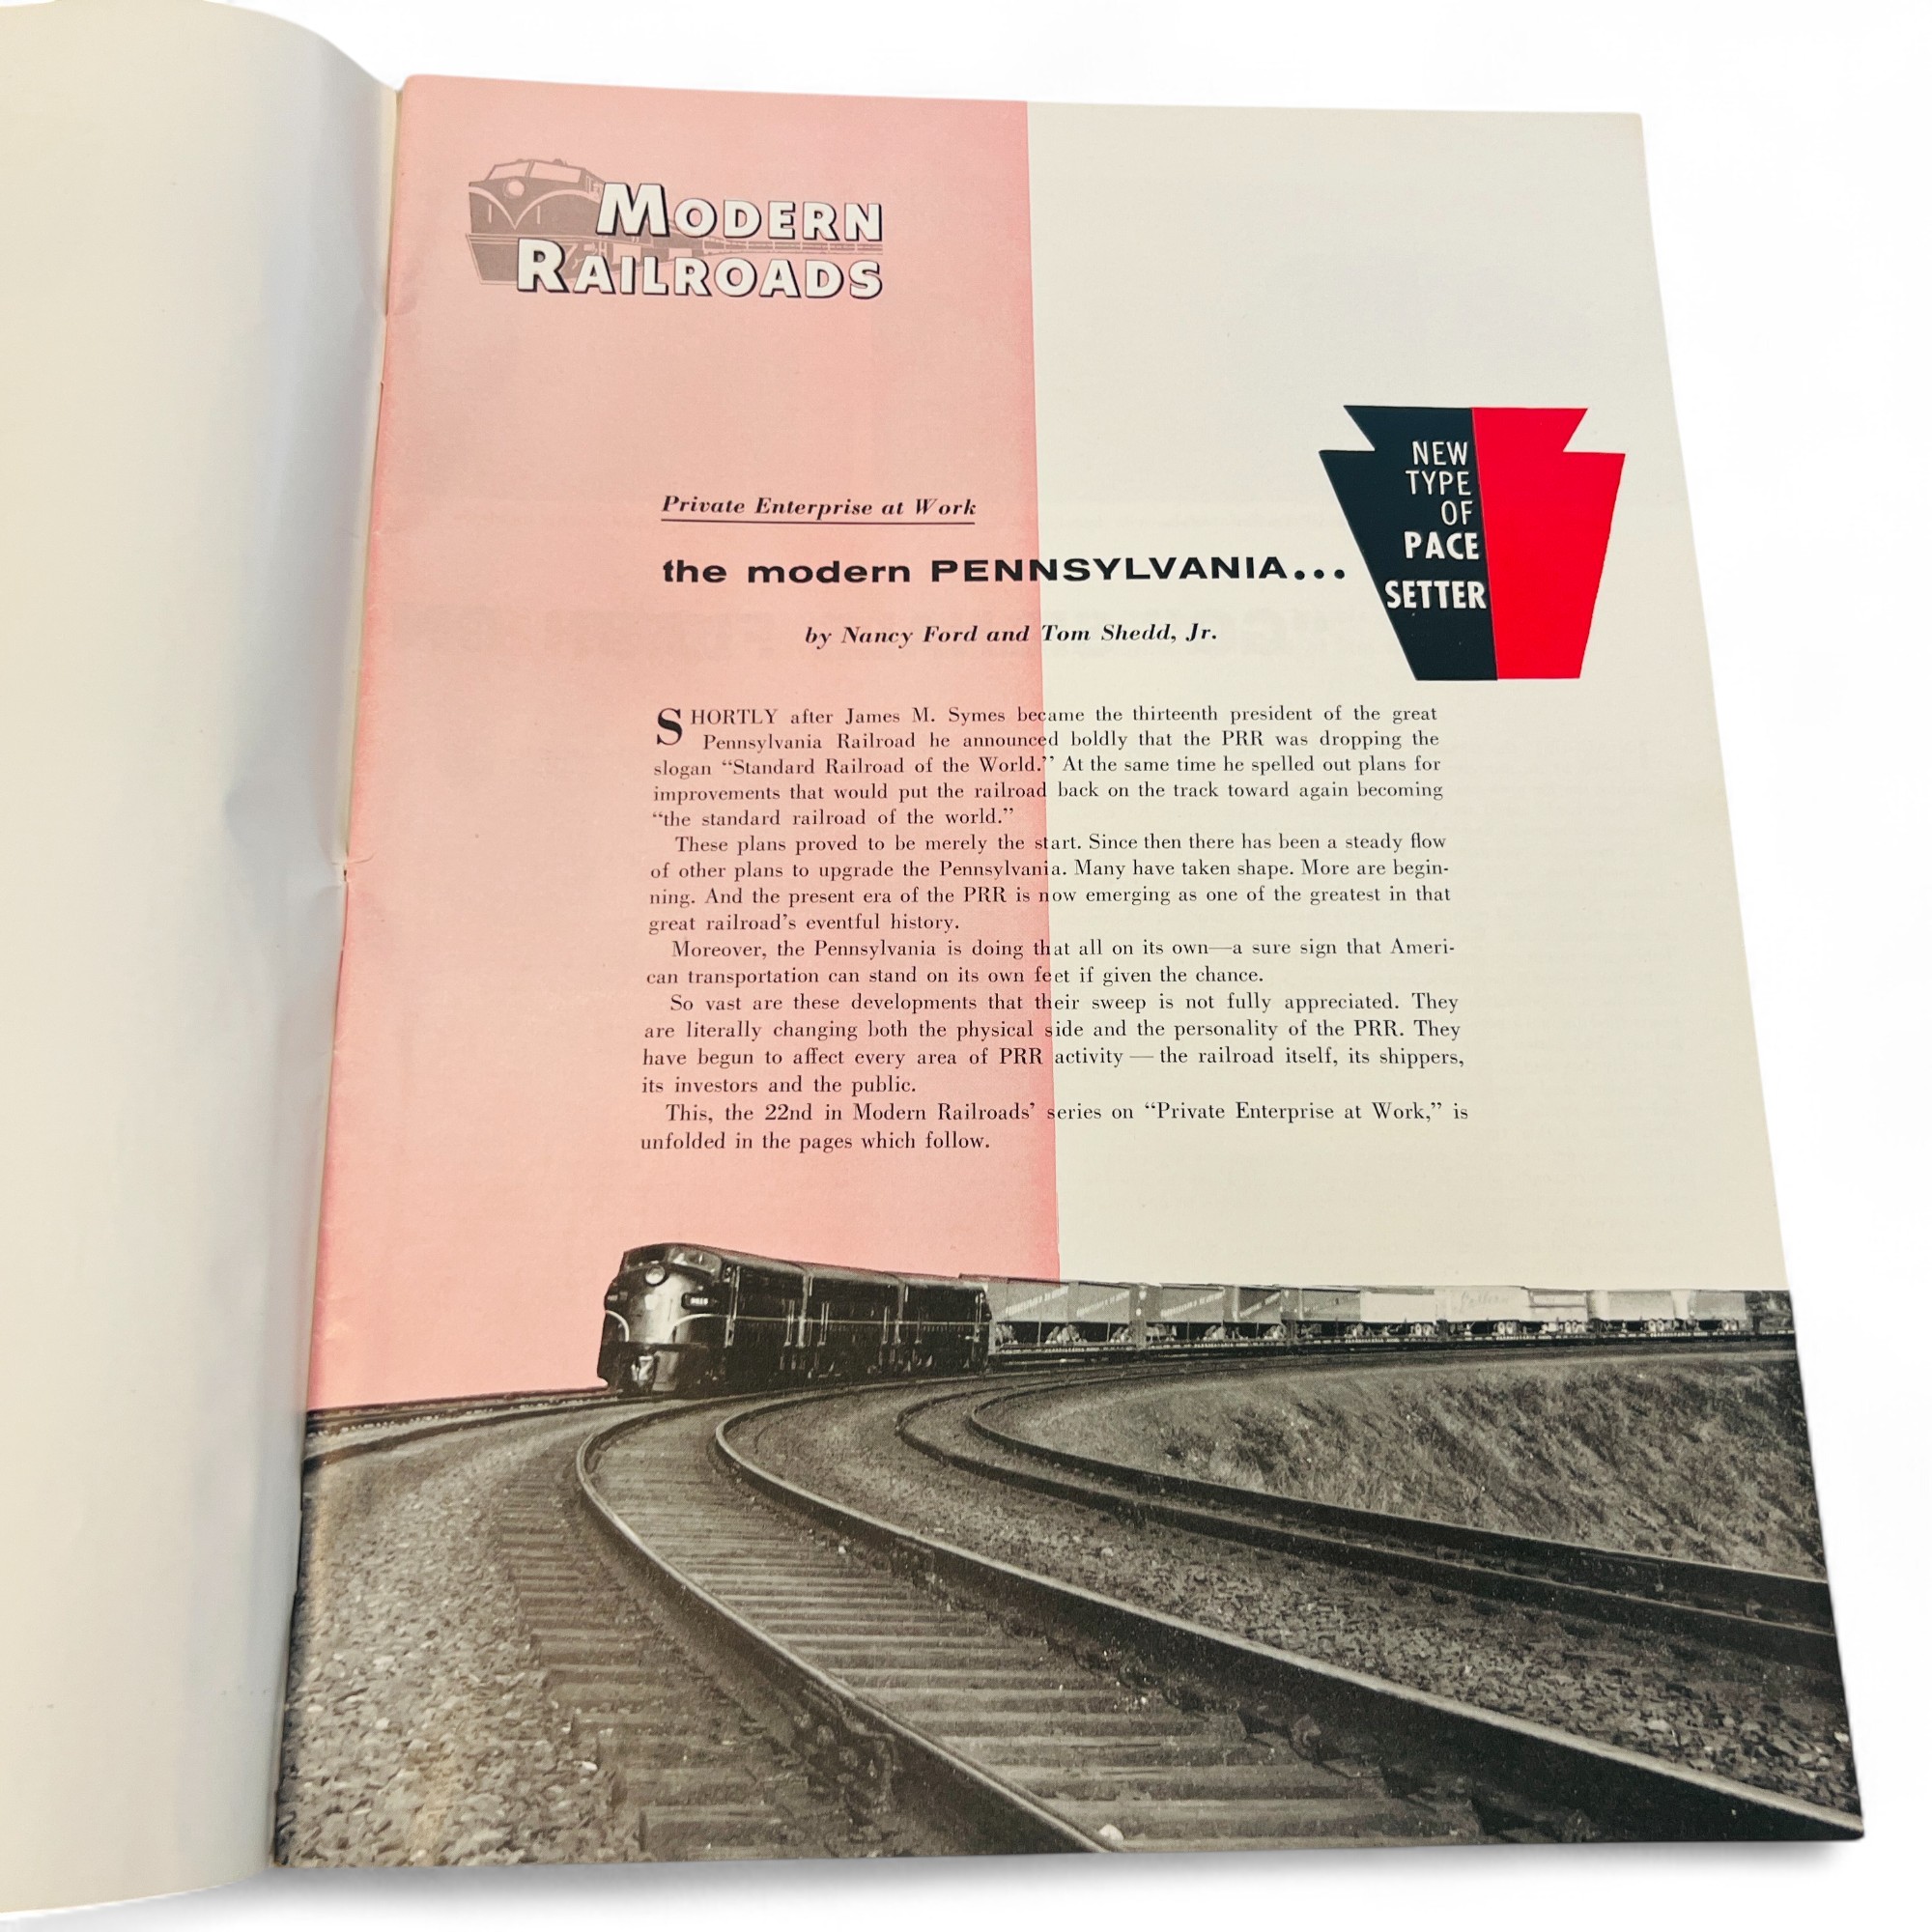 MODERN
RAILROADS
NEW
TYPE
OF
PACE
SETTER
Private Enterprise at Work
the modern PENNSYLVANIA...
by Nancy Ford and Tom Shedd, Jr.
SHORTLY after James M. Symes became the thirteenth president of the great
Pennsylvania Railroad he announced boldly that the PRR was dropping the
slogan “Standard Railroad of the World.” At the same time he spelled out plans for
improvements that would put the railroad back on the track toward again becoming
“the standard railroad of the world.”
These plans proved to be merely the start. Since then there has been a steady flow
of other plans to upgrade the Pennsylvania. Many have taken shape. More are begin-
ning. And the present era of the PRR is now emerging as one of the greatest in that
great railroad’s eventful history.
Moreover, the Pennsylvania is doing that all on its own—a sure sign that Ameri-
can transportation can stand on its own feet if given the chance.
So vast are these developments that their sweep is not fully appreciated. They
are literally changing both the physical side and the personality of the PRR. They
have begun to affect every area of PRR activity — the railroad itself, its shippers,
its investors and the public.
This, the 22nd in Modern Railroads’ series on “Private Enterprise at Work,” is
unfolded in the pages which follow.